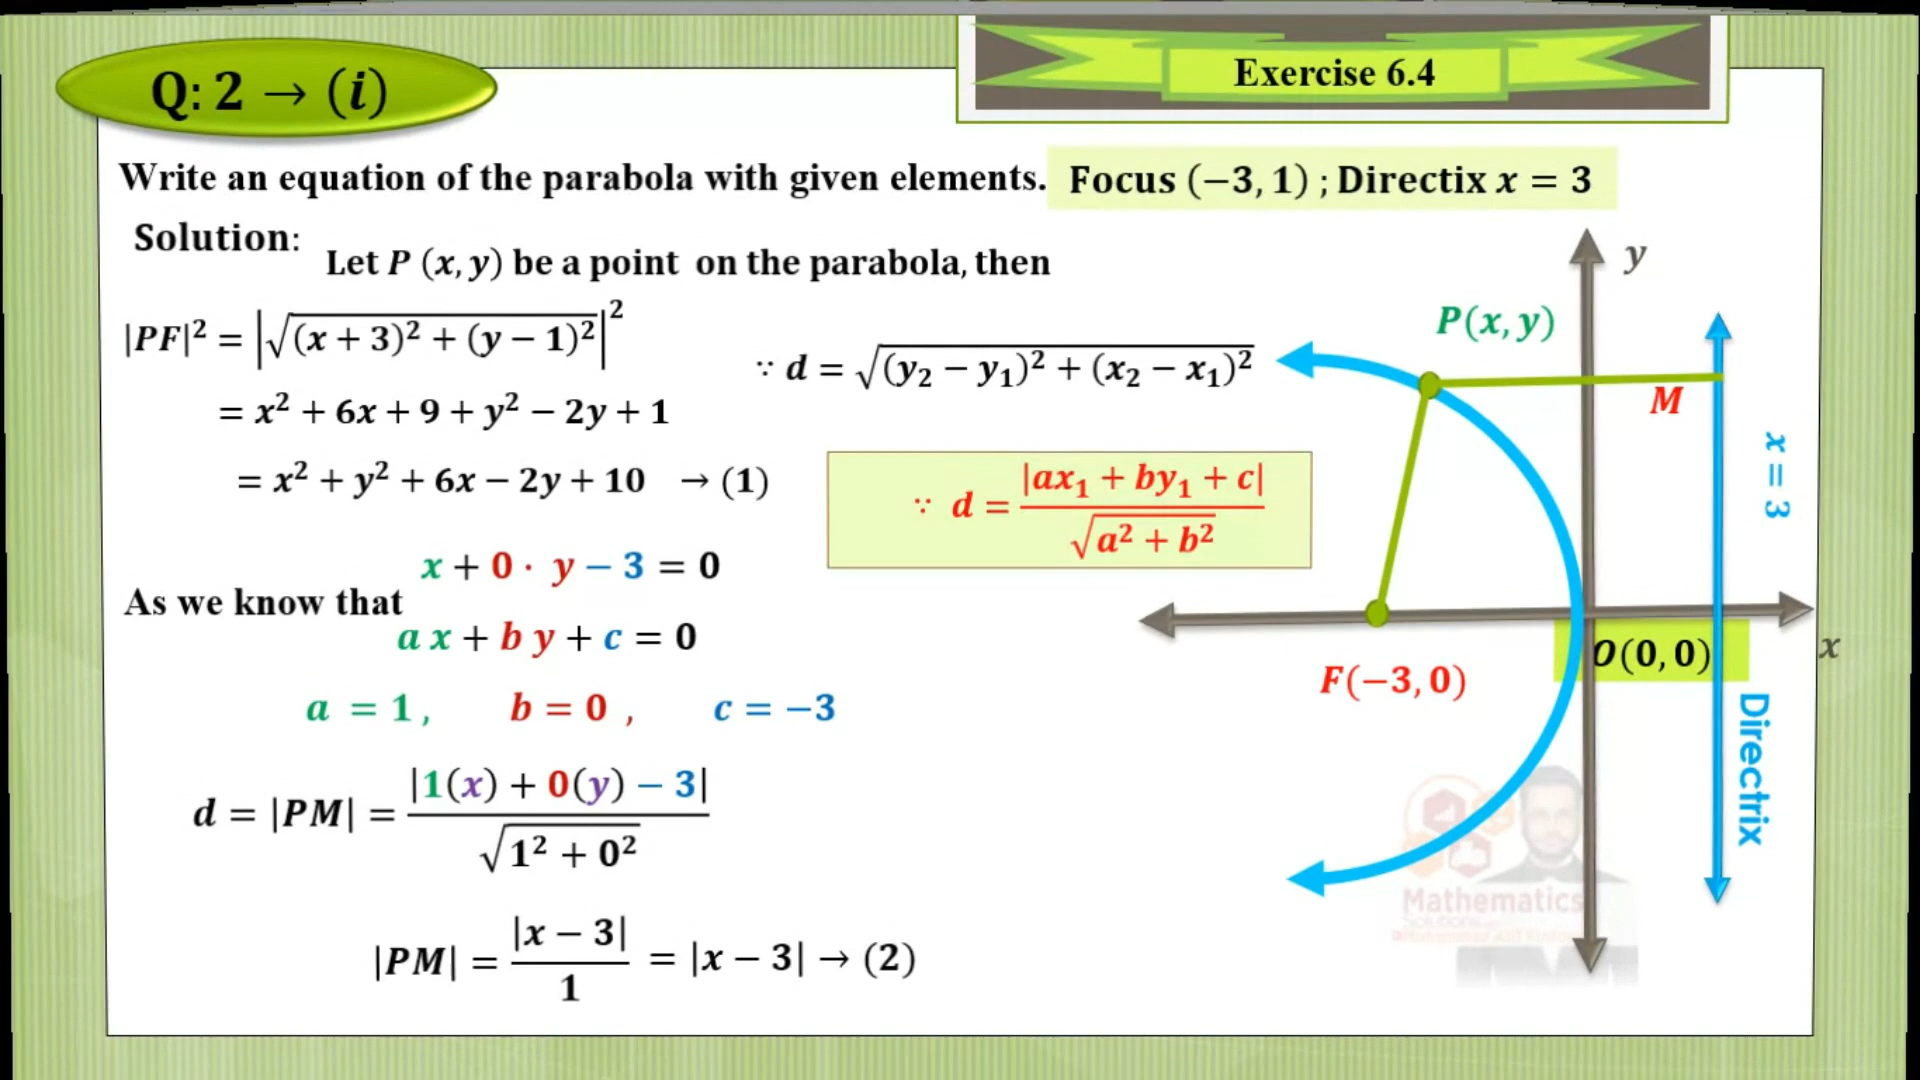 Q: 2 → (i)
Exercise 6.4
Write an equation of the parabola with given elements. Focus (−3, 1) ; Directix x = 3
Solution:
Let P (x, y) be a point on the parabola, then
|PF|² = |√((x + 3)² + (y − 1)²)|²
∵ d = √((y₂ − y₁)² + (x₂ − x₁)²)
= x² + 6x + 9 + y² − 2y + 1
= x² + y² + 6x − 2y + 10 → (1)
∵ d = |ax₁ + by₁ + c| / √(a² + b²)
x + 0 · y − 3 = 0
As we know that
a x + b y + c = 0
a = 1 , b = 0 , c = −3
d = |PM| = |1(x) + 0(y) − 3| / √(1² + 0²)
|PM| = |x − 3| / 1 = |x − 3| → (2)
y
P(x, y)
M
x = 3
O(0, 0)
x
F(−3, 0)
Directrix
Mathematics